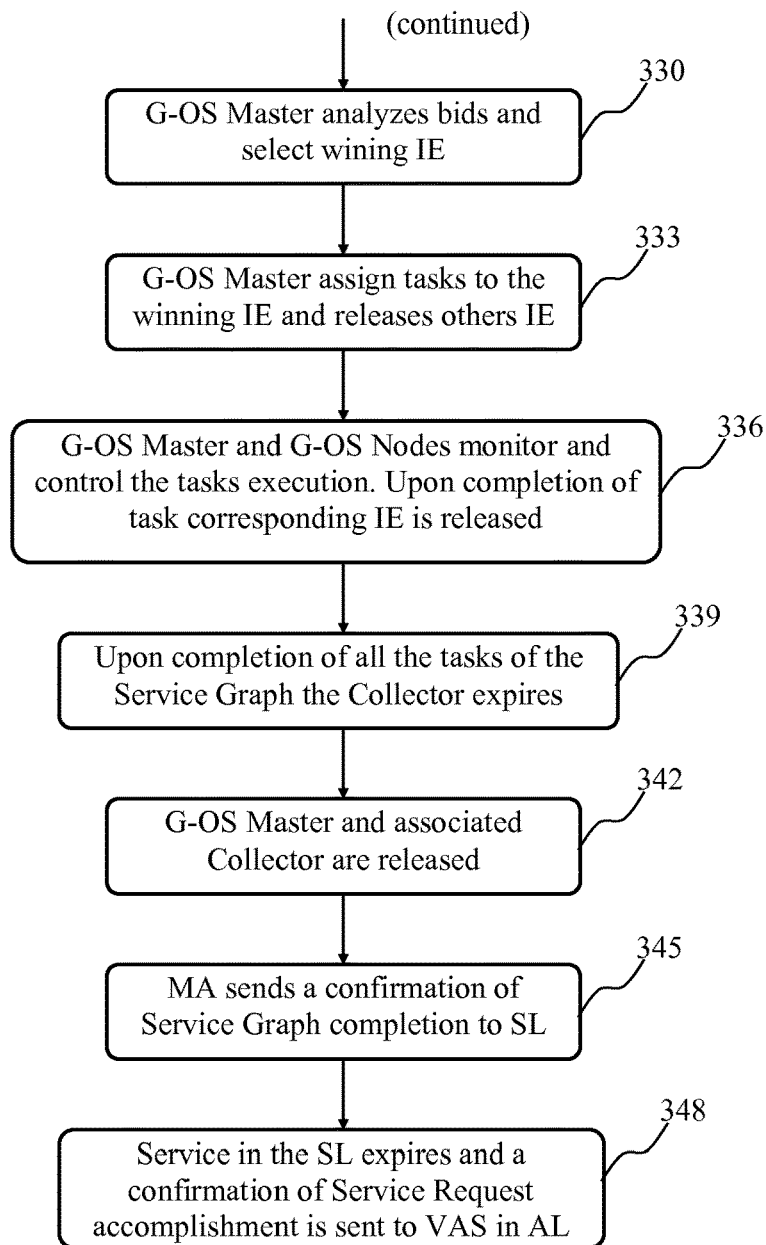 (continued)
330
G-OS Master analyzes bids and
select wining IE
333
G-OS Master assign tasks to the
winning IE and releases others IE
336
G-OS Master and G-OS Nodes monitor and
control the tasks execution. Upon completion of
task corresponding IE is released
339
Upon completion of all the tasks of the
Service Graph the Collector expires
342
G-OS Master and associated
Collector are released
345
MA sends a confirmation of
Service Graph completion to SL
348
Service in the SL expires and a
confirmation of Service Request
accomplishment is sent to VAS in AL